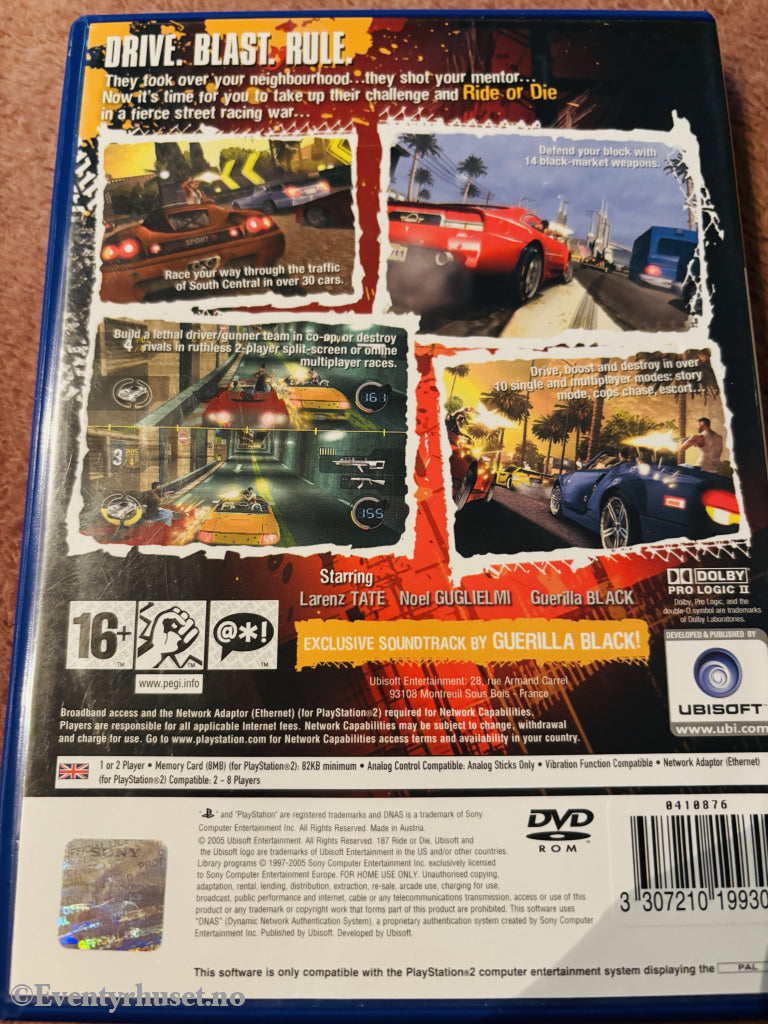 DRIVE. BLAST. RULE.
They took over your neighbourhood...they shot your mentor...
Now it's time for you to take up their challenge and Ride or Die
in a fierce street racing war...
Defend your block with
14 black-market weapons.
SPORT
Race your way through the traffic
of South Central in over 30 cars.
Build a lethal driver/gunner team in co-op, or destroy
rivals in ruthless 2-player split-screen or online
multiplayer races.
4
161
3
155
Drive, boost and destroy in over
10 single and multiplayer modes: story
mode, cops chase, escort...
Starring
Larenz TATE Noel GUGLIELMI Guerilla BLACK
DOLBY
PRO LOGIC II
Dolby, Pro Logic, and the
double-D symbol are trademarks
of Dolby Laboratories.
16+
@*!
™ ™ ™
www.pegi.info
EXCLUSIVE SOUNDTRACK BY GUERILLA BLACK!
DEVELOPED & PUBLISHED BY
UBISOFT
www.ubi.com
Ubisoft Entertainment: 28, rue Armand Carrel
93108 Montreuil Sous Bois - France
Broadband access and the Network Adaptor (Ethernet) (for PlayStation®2) required for Network Capabilities.
Players are responsible for all applicable Internet fees. Network Capabilities may be subject to change, withdrawal
and charge for use. Go to www.playstation.com for Network Capabilities access terms and availability in your country.
1 or 2 Player • Memory Card (8MB) (for PlayStation®2): 82KB minimum • Analog Control Compatible: Analog Sticks Only • Vibration Function Compatible • Network Adaptor (Ethernet)
(for PlayStation®2) Compatible: 2 - 8 Players
" " and "PlayStation" are registered trademarks and DNAS is a trademark of Sony
Computer Entertainment Inc. All Rights Reserved. Made in Austria.
© 2005 Ubisoft Entertainment. All Rights Reserved. 187 Ride or Die, Ubisoft and
the Ubisoft logo are trademarks of Ubisoft Entertainment in the US and/or other countries.
Library programs © 1997-2005 Sony Computer Entertainment Inc. exclusively licensed
to Sony Computer Entertainment Europe. FOR HOME USE ONLY. Unauthorised copying,
adaptation, rental, lending, distribution, extraction, re-sale, arcade use, charging for use,
broadcast, public performance and internet, cable or any telecommunications transmission, access or use of this
product or any trademark or copyright work that forms part of this product are prohibited. This software uses
"DNAS" (Dynamic Network Authentication System), a proprietary authentication system created by Sony Computer
Entertainment Inc. Published by Ubisoft. Developed by Ubisoft.
DVD
ROM
0410876
3 307210 19930
This software is only compatible with the PlayStation®2 computer entertainment system displaying the PAL
©Eventyrhuset.no